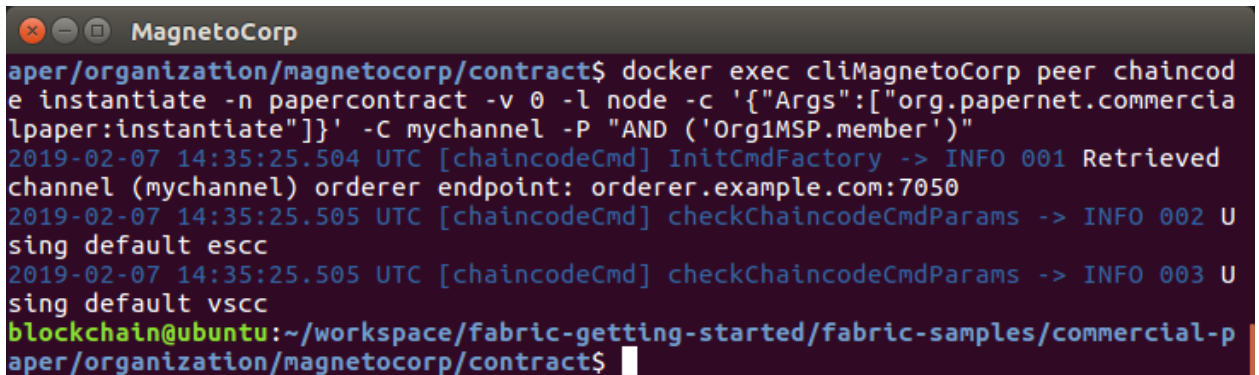 MagnetoCorp
aper/organization/magnetocorp/contract$ docker exec cliMagnetoCorp peer chaincod
e instantiate -n papercontract -v 0 -l node -c '{"Args":["org.papernet.commercia
lpaper:instantiate"]}' -C mychannel -P "AND ('Org1MSP.member')"
2019-02-07 14:35:25.504 UTC [chaincodeCmd] InitCmdFactory -> INFO 001 Retrieved
channel (mychannel) orderer endpoint: orderer.example.com:7050
2019-02-07 14:35:25.505 UTC [chaincodeCmd] checkChaincodeCmdParams -> INFO 002 U
sing default escc
2019-02-07 14:35:25.505 UTC [chaincodeCmd] checkChaincodeCmdParams -> INFO 003 U
sing default vscc
blockchain@ubuntu:~/workspace/fabric-getting-started/fabric-samples/commercial-p
aper/organization/magnetocorp/contract$